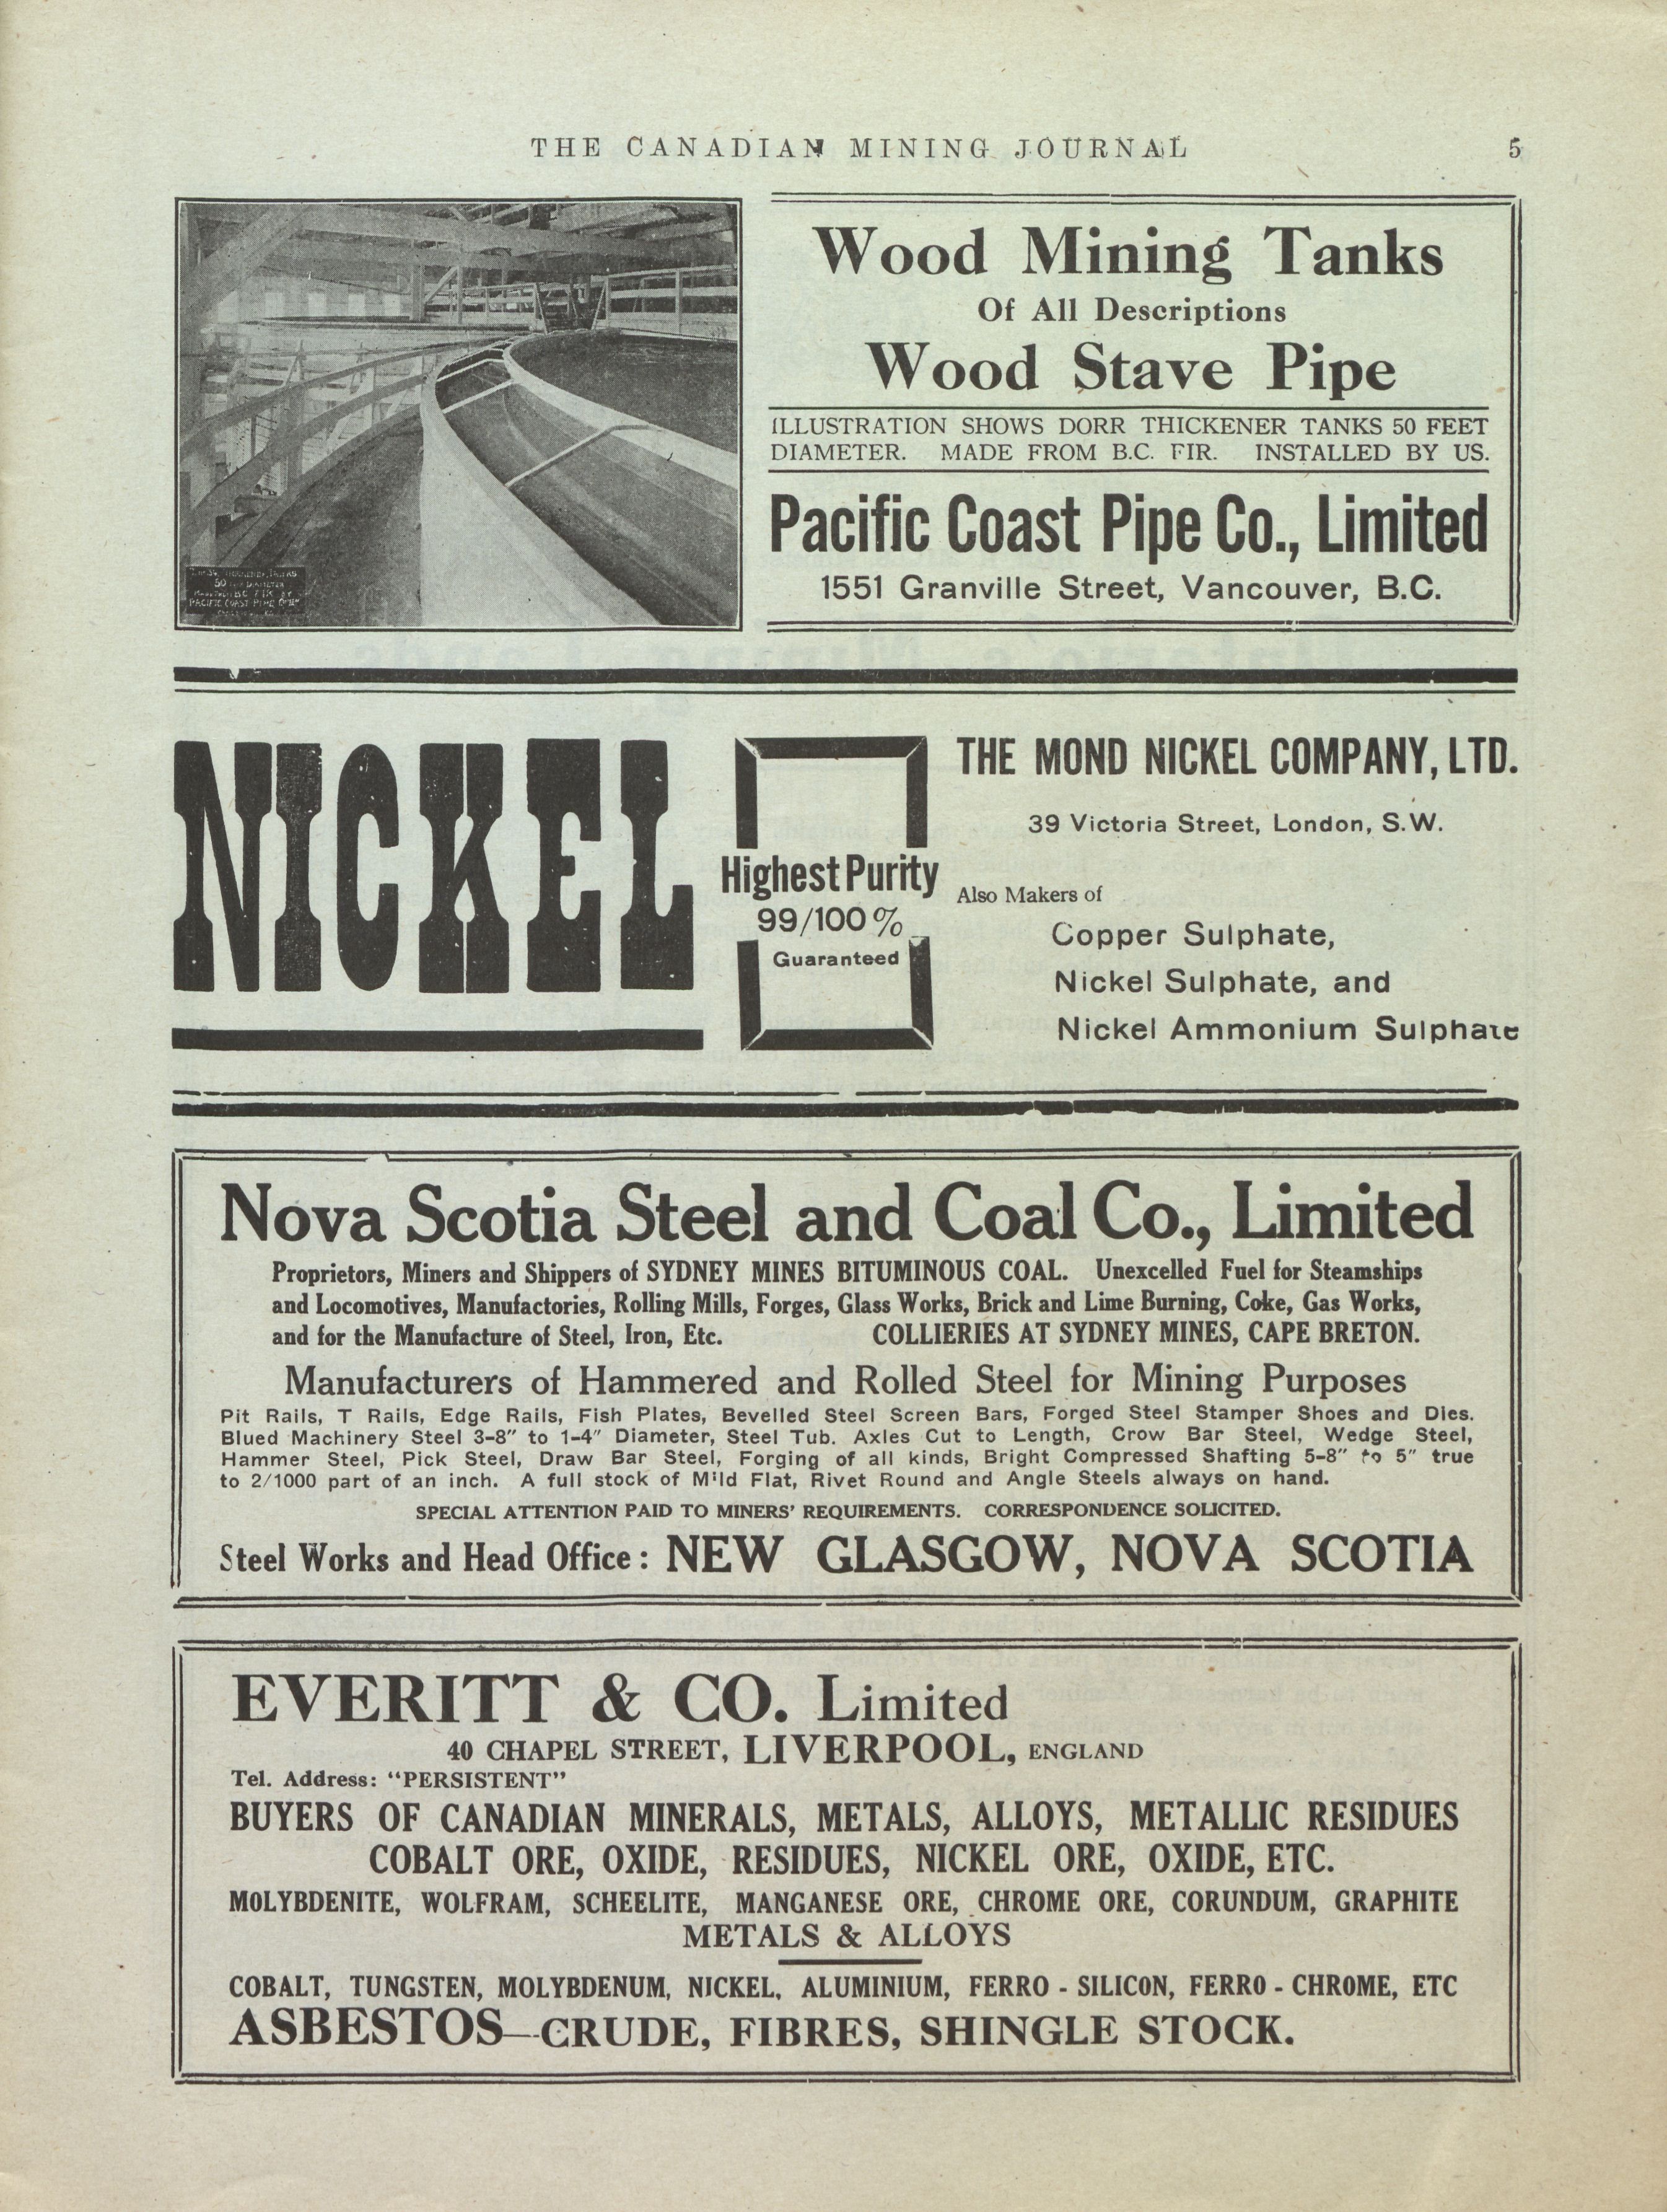 THE CANADIAN MINING JOURNAL 5
Wood Mining Tanks
Of All Descriptions
Wood Stave Pipe
ILLUSTRATION SHOWS DORR THICKENER TANKS 50 FEET
DIAMETER. MADE FROM B.C. FIR. INSTALLED BY US.
Pacific Coast Pipe Co., Limited
1551 Granville Street, Vancouver, B.C.
50
DIAMETER
PACIFIC COAST PIPE
NICKEL
Highest Purity
99/100%
Guaranteed
THE MOND NICKEL COMPANY, LTD.
39 Victoria Street, London, S.W.
Also Makers of
Copper Sulphate,
Nickel Sulphate, and
Nickel Ammonium Sulphate
Nova Scotia Steel and Coal Co., Limited
Proprietors, Miners and Shippers of SYDNEY MINES BITUMINOUS COAL. Unexcelled Fuel for Steamships
and Locomotives, Manufactories, Rolling Mills, Forges, Glass Works, Brick and Lime Burning, Coke, Gas Works,
and for the Manufacture of Steel, Iron, Etc. COLLIERIES AT SYDNEY MINES, CAPE BRETON.
Manufacturers of Hammered and Rolled Steel for Mining Purposes
Pit Rails, T Rails, Edge Rails, Fish Plates, Bevelled Steel Screen Bars, Forged Steel Stamper Shoes and Dies.
Blued Machinery Steel 3-8″ to 1-4″ Diameter, Steel Tub. Axles Cut to Length, Crow Bar Steel, Wedge Steel,
Hammer Steel, Pick Steel, Draw Bar Steel, Forging of all kinds, Bright Compressed Shafting 5-8″ to 5″ true
to 2/1000 part of an inch. A full stock of Mild Flat, Rivet Round and Angle Steels always on hand.
SPECIAL ATTENTION PAID TO MINERS’ REQUIREMENTS. CORRESPONDENCE SOLICITED.
Steel Works and Head Office : NEW GLASGOW, NOVA SCOTIA
EVERITT & CO. Limited
40 CHAPEL STREET, LIVERPOOL, ENGLAND
Tel. Address: “PERSISTENT”
BUYERS OF CANADIAN MINERALS, METALS, ALLOYS, METALLIC RESIDUES
COBALT ORE, OXIDE, RESIDUES, NICKEL ORE, OXIDE, ETC.
MOLYBDENITE, WOLFRAM, SCHEELITE, MANGANESE ORE, CHROME ORE, CORUNDUM, GRAPHITE
METALS & ALLOYS
COBALT, TUNGSTEN, MOLYBDENUM, NICKEL, ALUMINIUM, FERRO - SILICON, FERRO - CHROME, ETC
ASBESTOS—CRUDE, FIBRES, SHINGLE STOCK.